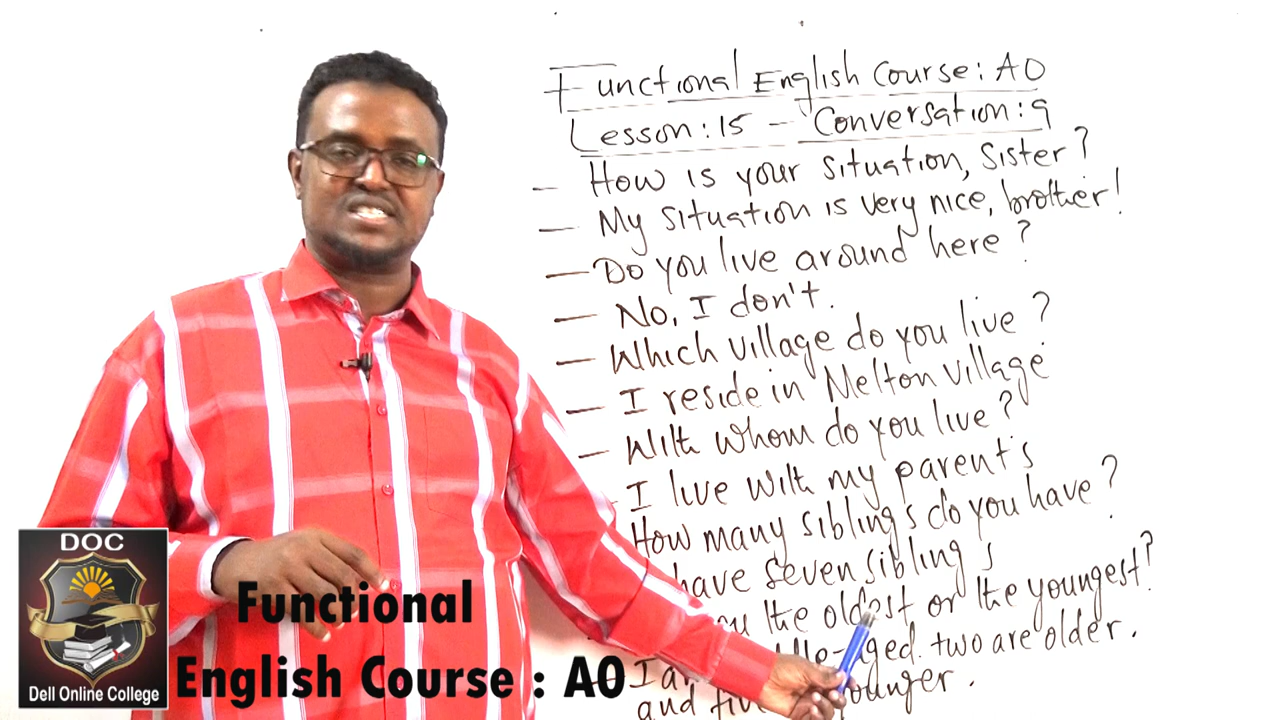 Functional English Course: A0
Lesson: 15 - Conversation: 9
- How is your situation, Sister?
- My situation is very nice, brother!
- Do you live around here?
- No, I don't.
- Which village do you live?
- I reside in Melton village
- With whom do you live?
- I live with my parents
How many siblings do you have?
have seven siblings
the oldest or the youngest?
I two are older.
and younger.
DOC
Dell Online College
Functional
English Course : A0